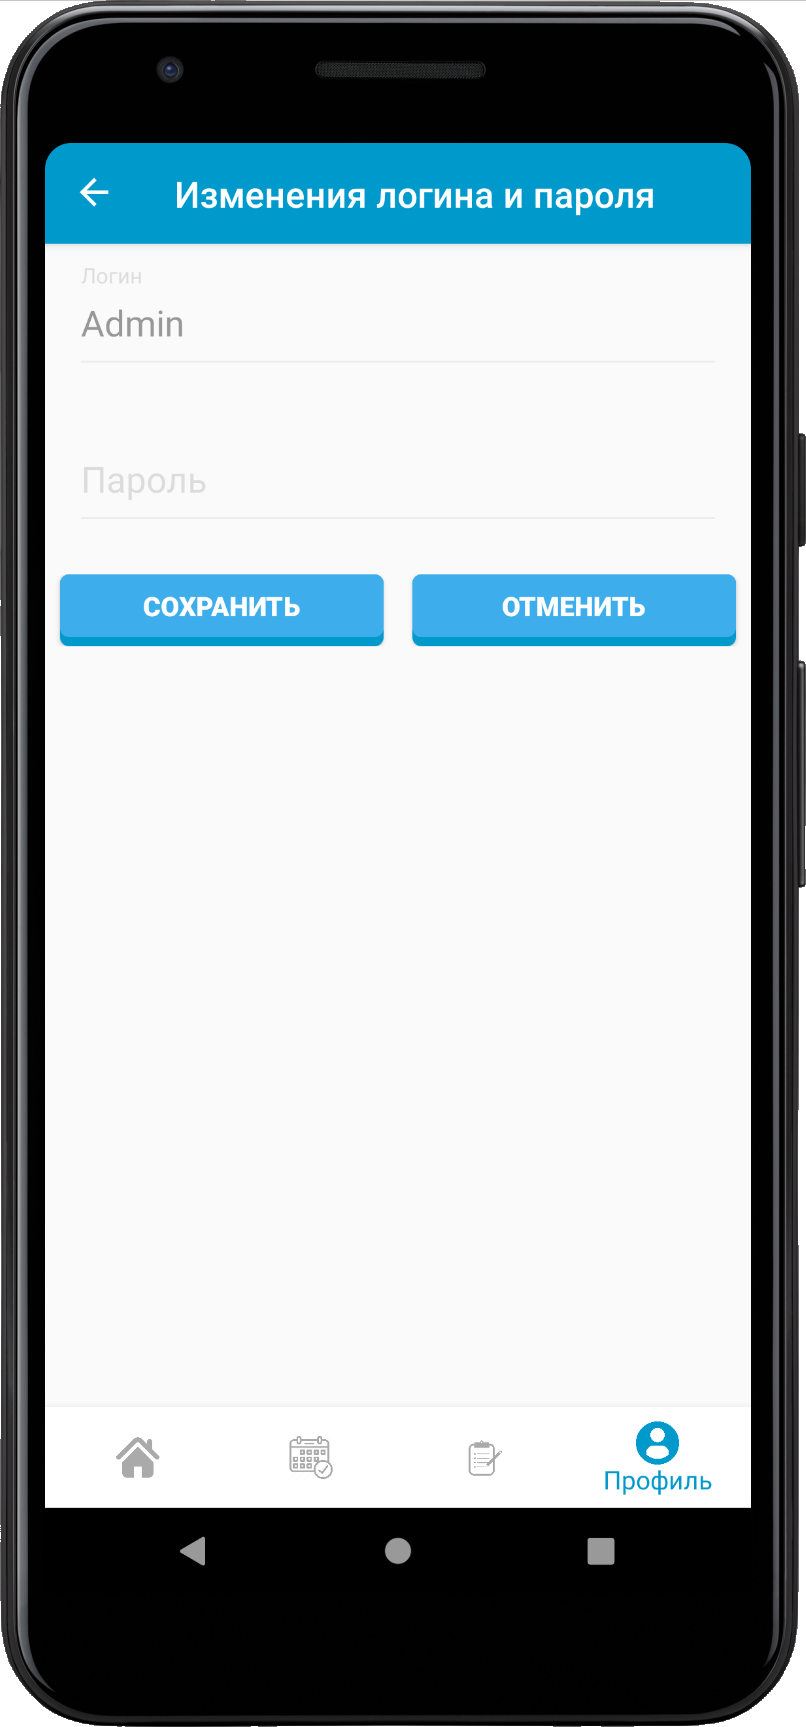 Изменения логина и пароля
Логин
Admin
Пароль
СОХРАНИТЬ
ОТМЕНИТЬ
Профиль